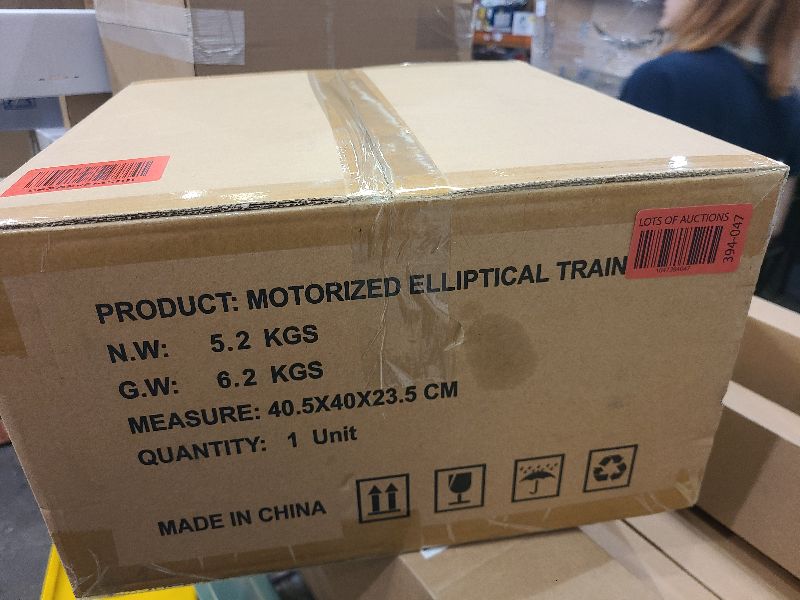 LOTS OF AUCTIONS
394-047
PRODUCT: MOTORIZED ELLIPTICAL TRAIN
N.W: 5.2 KGS
G.W: 6.2 KGS
MEASURE: 40.5X40X23.5 CM
QUANTITY: 1 Unit
MADE IN CHINA